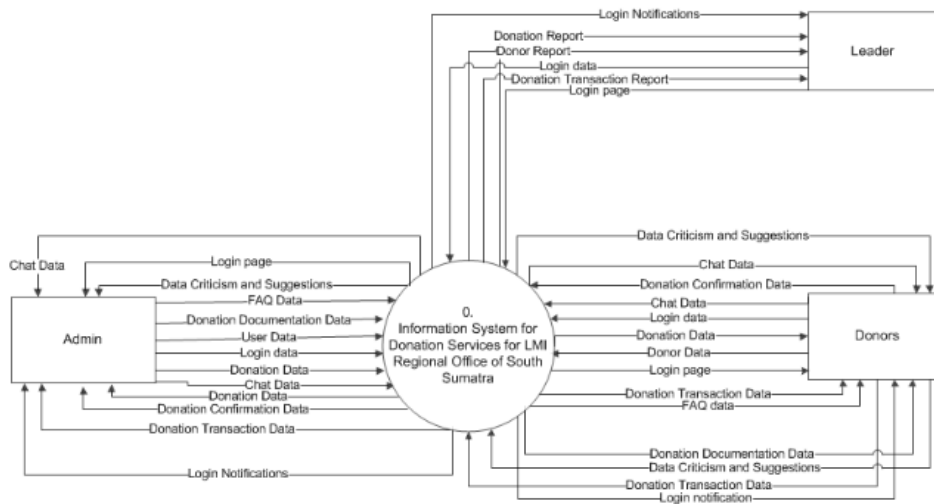 Login Notifications
Donation Report
Donor Report
Login data
Donation Transaction Report
Login page
Leader
Data Criticism and Suggestions
Chat Data
Login page
Data Criticism and Suggestions
FAQ Data
Donation Documentation Data
User Data
Login data
Donation Data
Chat Data
Donation Data
Donation Confirmation Data
Donation Transaction Data
Login Notifications
Admin
0.
Information System for
Donation Services for LMI
Regional Office of South
Sumatra
Chat Data
Donation Confirmation Data
Chat Data
Login data
Donation Data
Donor Data
Login page
Donation Transaction Data
FAQ data
Donation Documentation Data
Data Criticism and Suggestions
Donation Transaction Data
Login notification
Donors